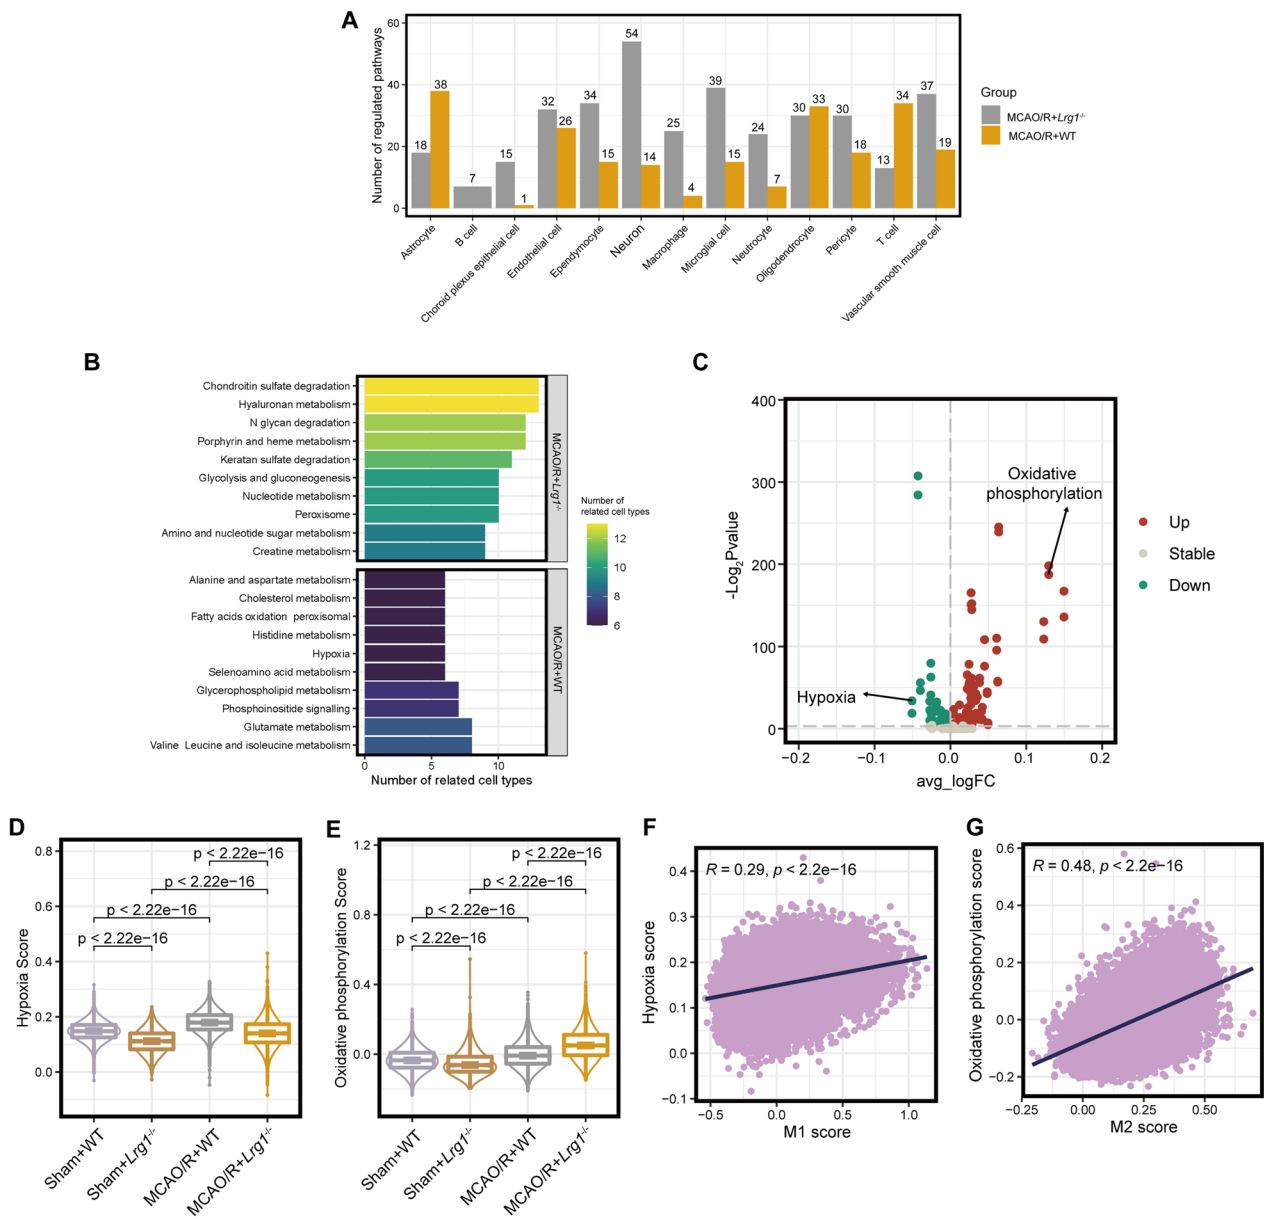 A
Number of regulated pathways
60
40
20
0
18
38
7
15
1
32
26
34
15
54
14
25
4
39
15
24
7
30
33
30
18
13
34
37
19
Astrocyte
B cell
Choroid plexus epithelial cell
Endothelial cell
Ependymocyte
Neuron
Macrophage
Microglial cell
Neutrocyte
Oligodendrocyte
Pericyte
T cell
Vascular smooth muscle cell
Group
MCAO/R+Lrg1-/-
MCAO/R+WT
B
Chondroitin sulfate degradation
Hyaluronan metabolism
N glycan degradation
Porphyrin and heme metabolism
Keratan sulfate degradation
Glycolysis and gluconeogenesis
Nucleotide metabolism
Peroxisome
Amino and nucleotide sugar metabolism
Creatine metabolism
MCAO/R+Lrg1-/-
Alanine and aspartate metabolism
Cholesterol metabolism
Fatty acids oxidation peroxisomal
Histidine metabolism
Hypoxia
Selenoamino acid metabolism
Glycerophospholipid metabolism
Phosphoinositide signalling
Glutamate metabolism
Valine Leucine and isoleucine metabolism
MCAO/R+WT
0
5
10
Number of related cell types
Number of
related cell types
12
10
8
6
C
-Log2Pvalue
400
300
200
100
0
−0.2
−0.1
0.0
0.1
0.2
avg_logFC
Oxidative
phosphorylation
Hypoxia
Up
Stable
Down
D
Hypoxia Score
0.8
0.6
0.4
0.2
0.0
p < 2.22e−16
p < 2.22e−16
p < 2.22e−16
p < 2.22e−16
Sham+WT
Sham+Lrg1-/-
MCAO/R+WT
MCAO/R+Lrg1-/-
E
Oxidative phosphorylation Score
1.2
0.8
0.4
0.0
p < 2.22e−16
p < 2.22e−16
p < 2.22e−16
p < 2.22e−16
Sham+WT
Sham+Lrg1-/-
MCAO/R+WT
MCAO/R+Lrg1-/-
F
Hypoxia score
0.4
0.3
0.2
0.1
0.0
−0.1
R = 0.29, p < 2.2e−16
−0.5
0.0
0.5
1.0
M1 score
G
Oxidative phosphorylation score
0.6
0.4
0.2
0.0
−0.2
R = 0.48, p < 2.2e−16
−0.25
0.00
0.25
0.50
M2 score